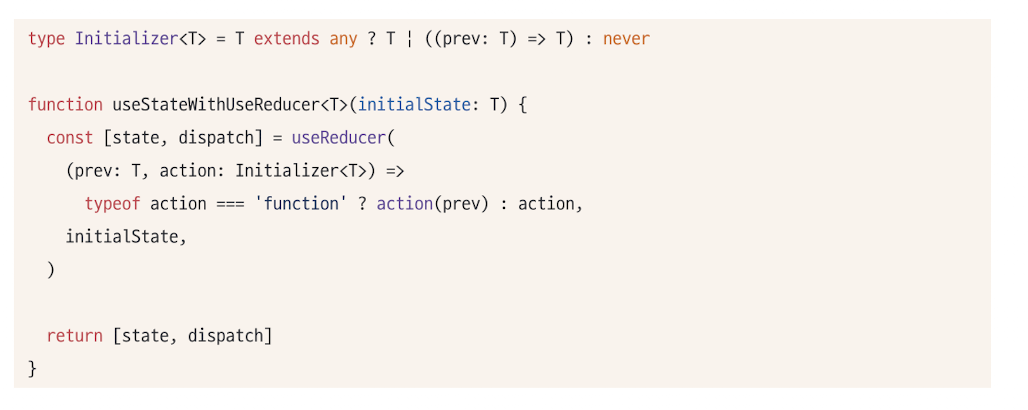 type Initializer<T> = T extends any ? T ¦ ((prev: T) => T) : never
function useStateWithUseReducer<T>(initialState: T) {
const [state, dispatch] = useReducer(
(prev: T, action: Initializer<T>) =>
typeof action === 'function' ? action(prev) : action,
initialState,
)
return [state, dispatch]
}